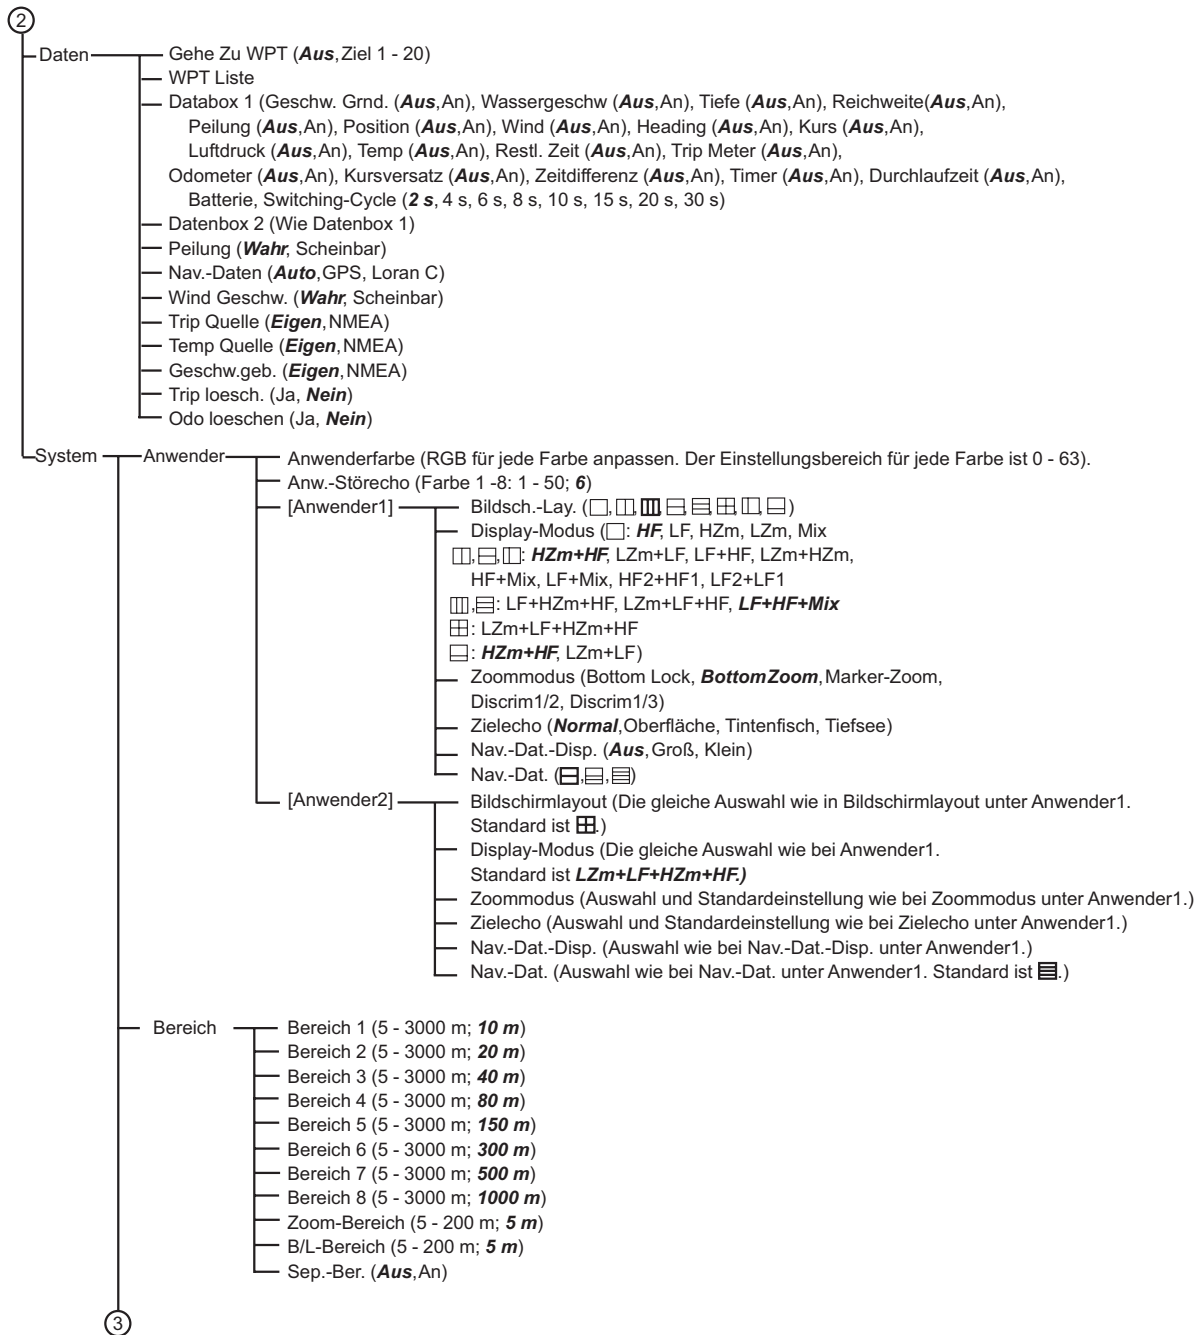 2
Daten
Gehe Zu WPT (Aus,Ziel 1 - 20)
WPT Liste
Databox 1 (Geschw. Grnd. (Aus,An), Wassergeschw (Aus,An), Tiefe (Aus,An), Reichweite(Aus,An),
Peilung (Aus,An), Position (Aus,An), Wind (Aus,An), Heading (Aus,An), Kurs (Aus,An),
Luftdruck (Aus,An), Temp (Aus,An), Restl. Zeit (Aus,An), Trip Meter (Aus,An),
Odometer (Aus,An), Kursversatz (Aus,An), Zeitdifferenz (Aus,An), Timer (Aus,An), Durchlaufzeit (Aus,An),
Batterie, Switching-Cycle (2 s, 4 s, 6 s, 8 s, 10 s, 15 s, 20 s, 30 s)
Datenbox 2 (Wie Datenbox 1)
Peilung (Wahr, Scheinbar)
Nav.-Daten (Auto,GPS, Loran C)
Wind Geschw. (Wahr, Scheinbar)
Trip Quelle (Eigen,NMEA)
Temp Quelle (Eigen,NMEA)
Geschw.geb. (Eigen,NMEA)
Trip loesch. (Ja, Nein)
Odo loeschen (Ja, Nein)
System
Anwender
Anwenderfarbe (RGB für jede Farbe anpassen. Der Einstellungsbereich für jede Farbe ist 0 - 63).
Anw.-Störecho (Farbe 1 -8: 1 - 50; 6)
[Anwender1]
Bildsch.-Lay. (, , , , , , , )
Display-Modus (: HF, LF, HZm, LZm, Mix
, , : HZm+HF, LZm+LF, LF+HF, LZm+HZm,
HF+Mix, LF+Mix, HF2+HF1, LF2+LF1
, : LF+HZm+HF, LZm+LF+HF, LF+HF+Mix
: LZm+LF+HZm+HF
: HZm+HF, LZm+LF)
Zoommodus (Bottom Lock, BottomZoom,Marker-Zoom,
Discrim1/2, Discrim1/3)
Zielecho (Normal,Oberfläche, Tintenfisch, Tiefsee)
Nav.-Dat.-Disp. (Aus,Groß, Klein)
Nav.-Dat. (, , )
[Anwender2]
Bildschirmlayout (Die gleiche Auswahl wie in Bildschirmlayout unter Anwender1.
Standard ist .)
Display-Modus (Die gleiche Auswahl wie bei Anwender1.
Standard ist LZm+LF+HZm+HF.)
Zoommodus (Auswahl und Standardeinstellung wie bei Zoommodus unter Anwender1.)
Zielecho (Auswahl und Standardeinstellung wie bei Zielecho unter Anwender1.)
Nav.-Dat.-Disp. (Auswahl wie bei Nav.-Dat.-Disp. unter Anwender1.)
Nav.-Dat. (Auswahl wie bei Nav.-Dat. unter Anwender1. Standard ist .)
Bereich
Bereich 1 (5 - 3000 m; 10 m)
Bereich 2 (5 - 3000 m; 20 m)
Bereich 3 (5 - 3000 m; 40 m)
Bereich 4 (5 - 3000 m; 80 m)
Bereich 5 (5 - 3000 m; 150 m)
Bereich 6 (5 - 3000 m; 300 m)
Bereich 7 (5 - 3000 m; 500 m)
Bereich 8 (5 - 3000 m; 1000 m)
Zoom-Bereich (5 - 200 m; 5 m)
B/L-Bereich (5 - 200 m; 5 m)
Sep.-Ber. (Aus,An)
3